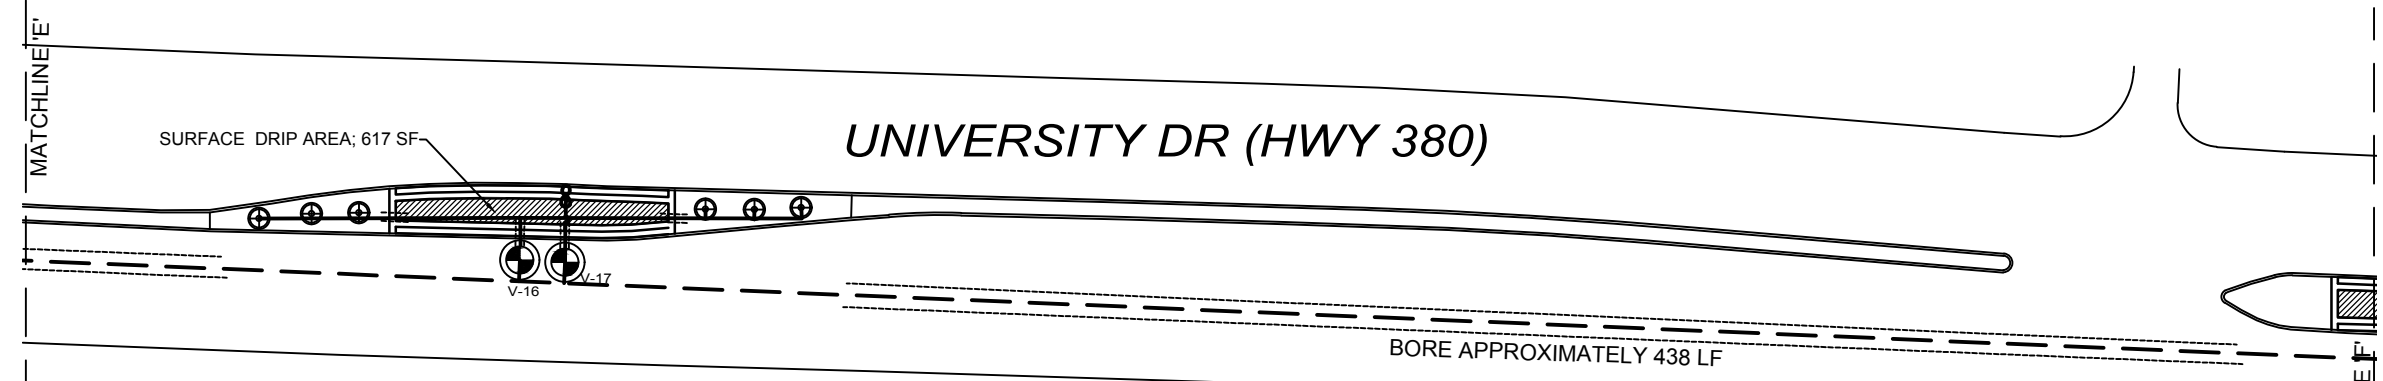 MATCHLINE 'E'
SURFACE DRIP AREA; 617 SF
UNIVERSITY DR (HWY 380)
V-17
V-16
BORE APPROXIMATELY 438 LF
E 'F'